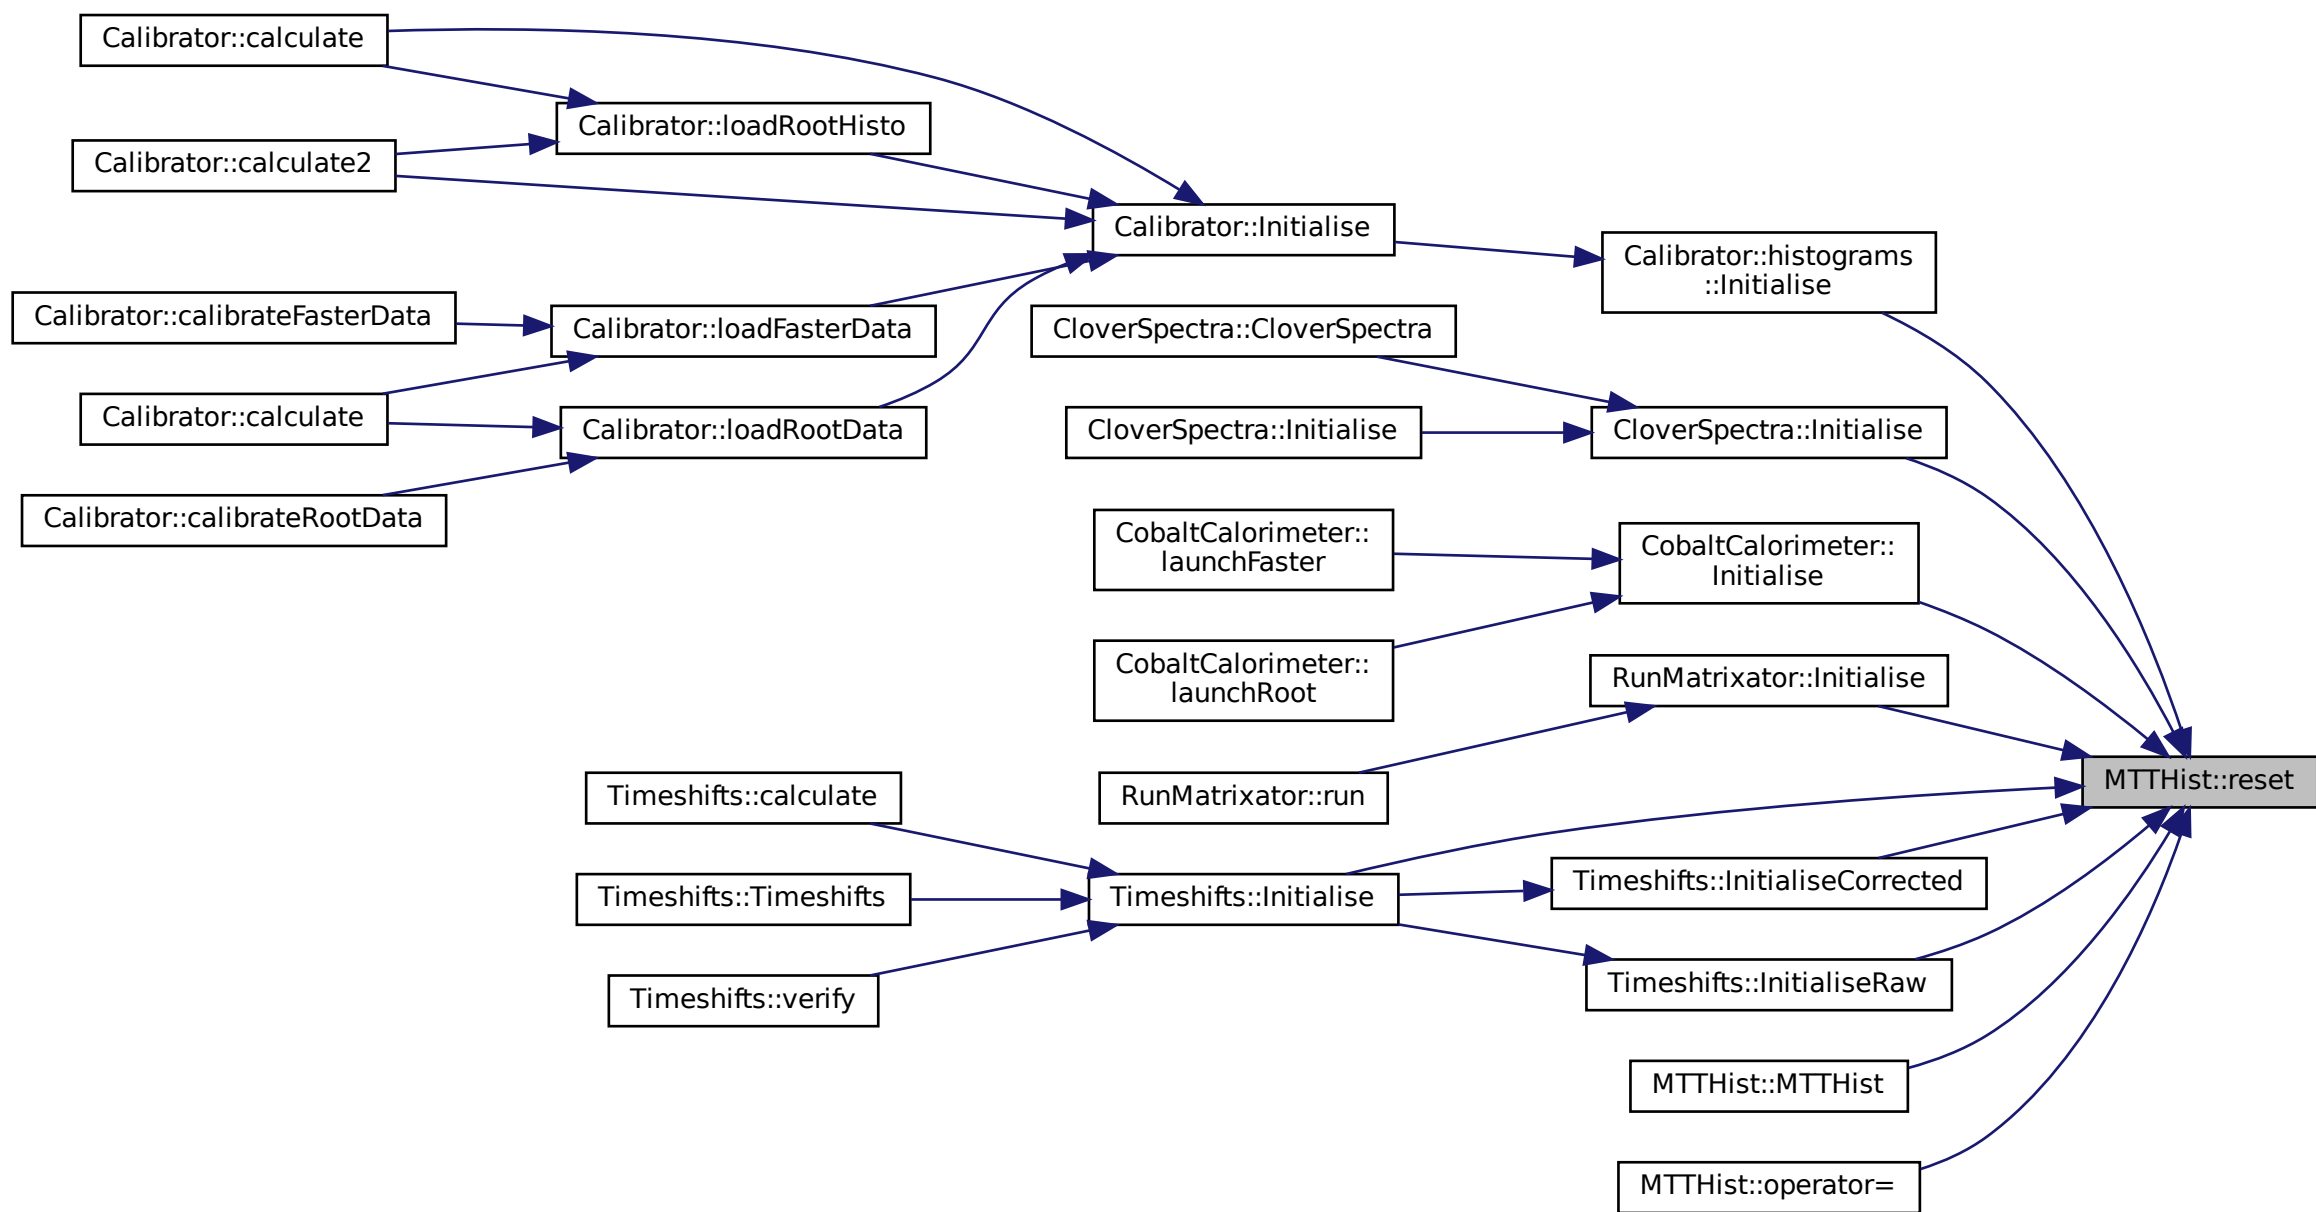 Calibrator::calculate
Calibrator::loadRootHisto
Calibrator::calculate2
Calibrator::Initialise
Calibrator::histograms
::Initialise
Calibrator::calibrateFasterData
Calibrator::loadFasterData
CloverSpectra::CloverSpectra
Calibrator::calculate
Calibrator::loadRootData
CloverSpectra::Initialise
CloverSpectra::Initialise
Calibrator::calibrateRootData
CobaltCalorimeter::
launchFaster
CobaltCalorimeter::
Initialise
CobaltCalorimeter::
launchRoot
RunMatrixator::Initialise
MTTHist::reset
Timeshifts::calculate
RunMatrixator::run
Timeshifts::Timeshifts
Timeshifts::Initialise
Timeshifts::InitialiseCorrected
Timeshifts::verify
Timeshifts::InitialiseRaw
MTTHist::MTTHist
MTTHist::operator=